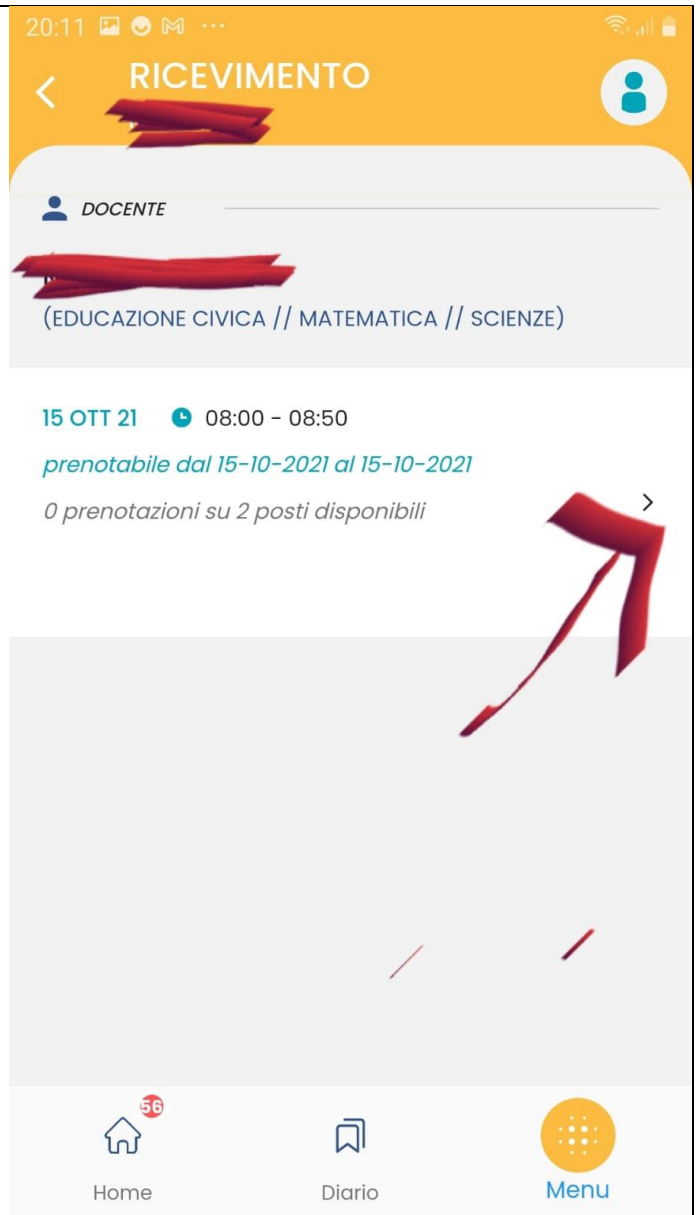 20:11
RICEVIMENTO
DOCENTE
(EDUCAZIONE CIVICA // MATEMATICA // SCIENZE)
15 OTT 21 08:00 - 08:50
prenotabile dal 15-10-2021 al 15-10-2021
0 prenotazioni su 2 posti disponibili
56
Home Diario Menu